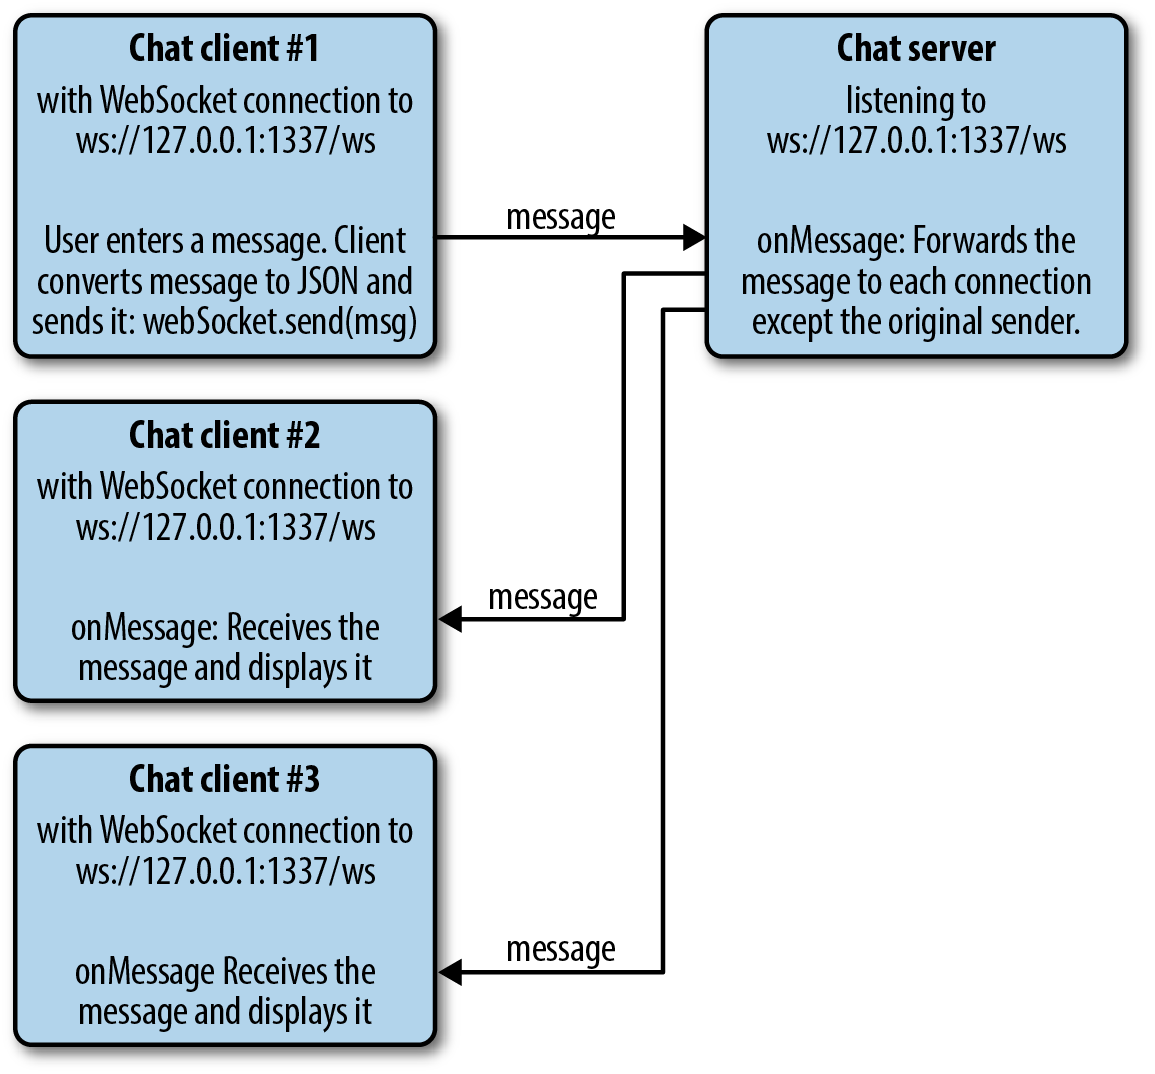 Chat client #1
with WebSocket connection to
ws://127.0.0.1:1337/ws
User enters a message. Client
converts message to JSON and
sends it: webSocket.send(msg)
message
Chat server
listening to
ws://127.0.0.1:1337/ws
onMessage: Forwards the
message to each connection
except the original sender.
Chat client #2
with WebSocket connection to
ws://127.0.0.1:1337/ws
onMessage: Receives the
message and displays it
message
Chat client #3
with WebSocket connection to
ws://127.0.0.1:1337/ws
onMessage Receives the
message and displays it
message